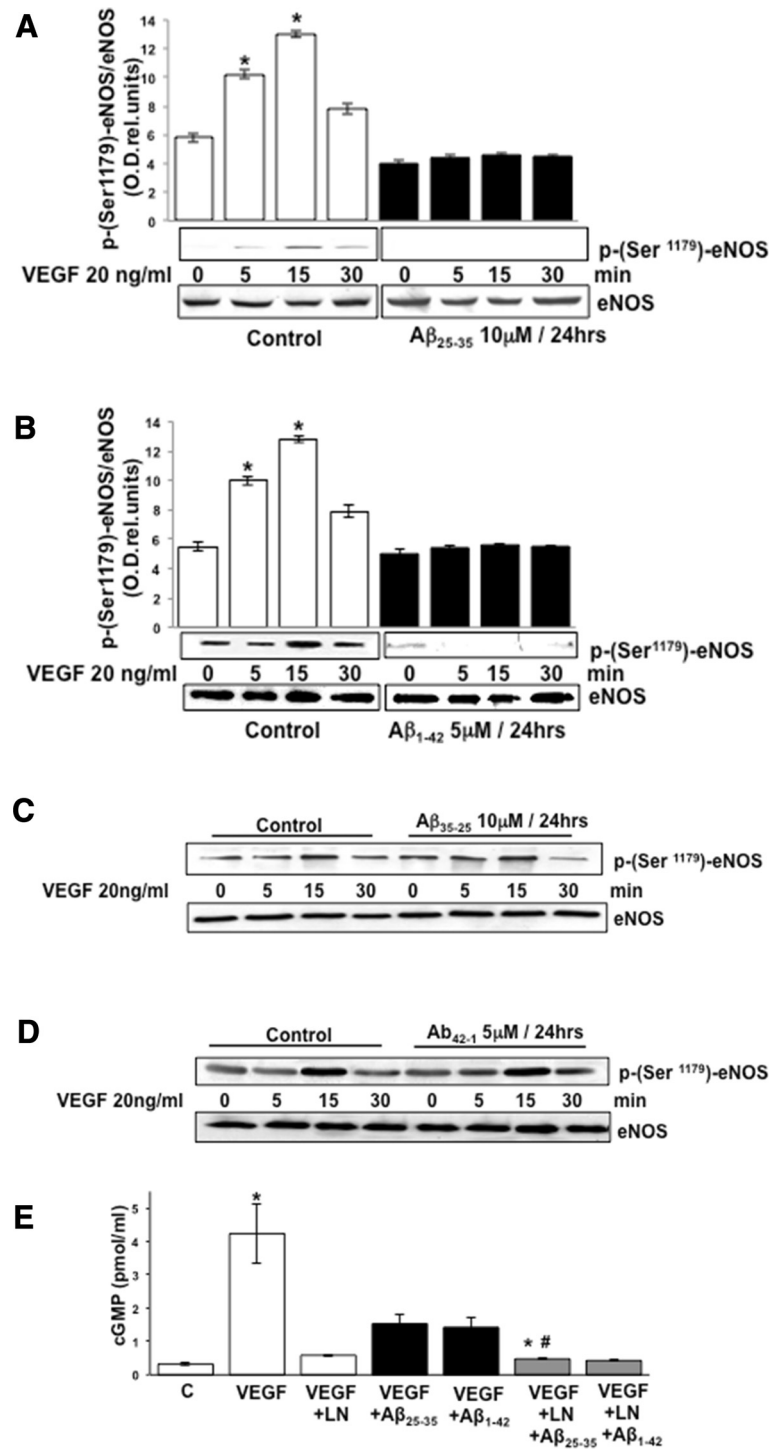 A
p-(Ser1179)-eNOS/eNOS
(O.D.rel.units)
14
12
10
8
6
4
2
0
*
*
p-(Ser 1179)-eNOS
VEGF 20 ng/ml 0 5 15 30 0 5 15 30 min
eNOS
Control Aβ25-35 10μM / 24hrs
B
p-(Ser1179)-eNOS/eNOS
(O.D.rel.units)
14
12
10
8
6
4
2
0
*
*
p-(Ser1179)-eNOS
VEGF 20 ng/ml 0 5 15 30 0 5 15 30 min
eNOS
Control Aβ1-42 5μM / 24hrs
C
Control Aβ35-25 10μM / 24hrs
p-(Ser 1179)-eNOS
VEGF 20ng/ml 0 5 15 30 0 5 15 30 min
eNOS
D
Control Ab42-1 5μM / 24hrs
p-(Ser 1179)-eNOS
VEGF 20ng/ml 0 5 15 30 0 5 15 30 min
eNOS
E
cGMP (pmol/ml)
5
4
3
2
1
0
*
* #
C VEGF VEGF VEGF VEGF VEGF VEGF
+LN +Aβ25-35 +Aβ1-42 +LN +LN
+Aβ25-35 +Aβ1-42